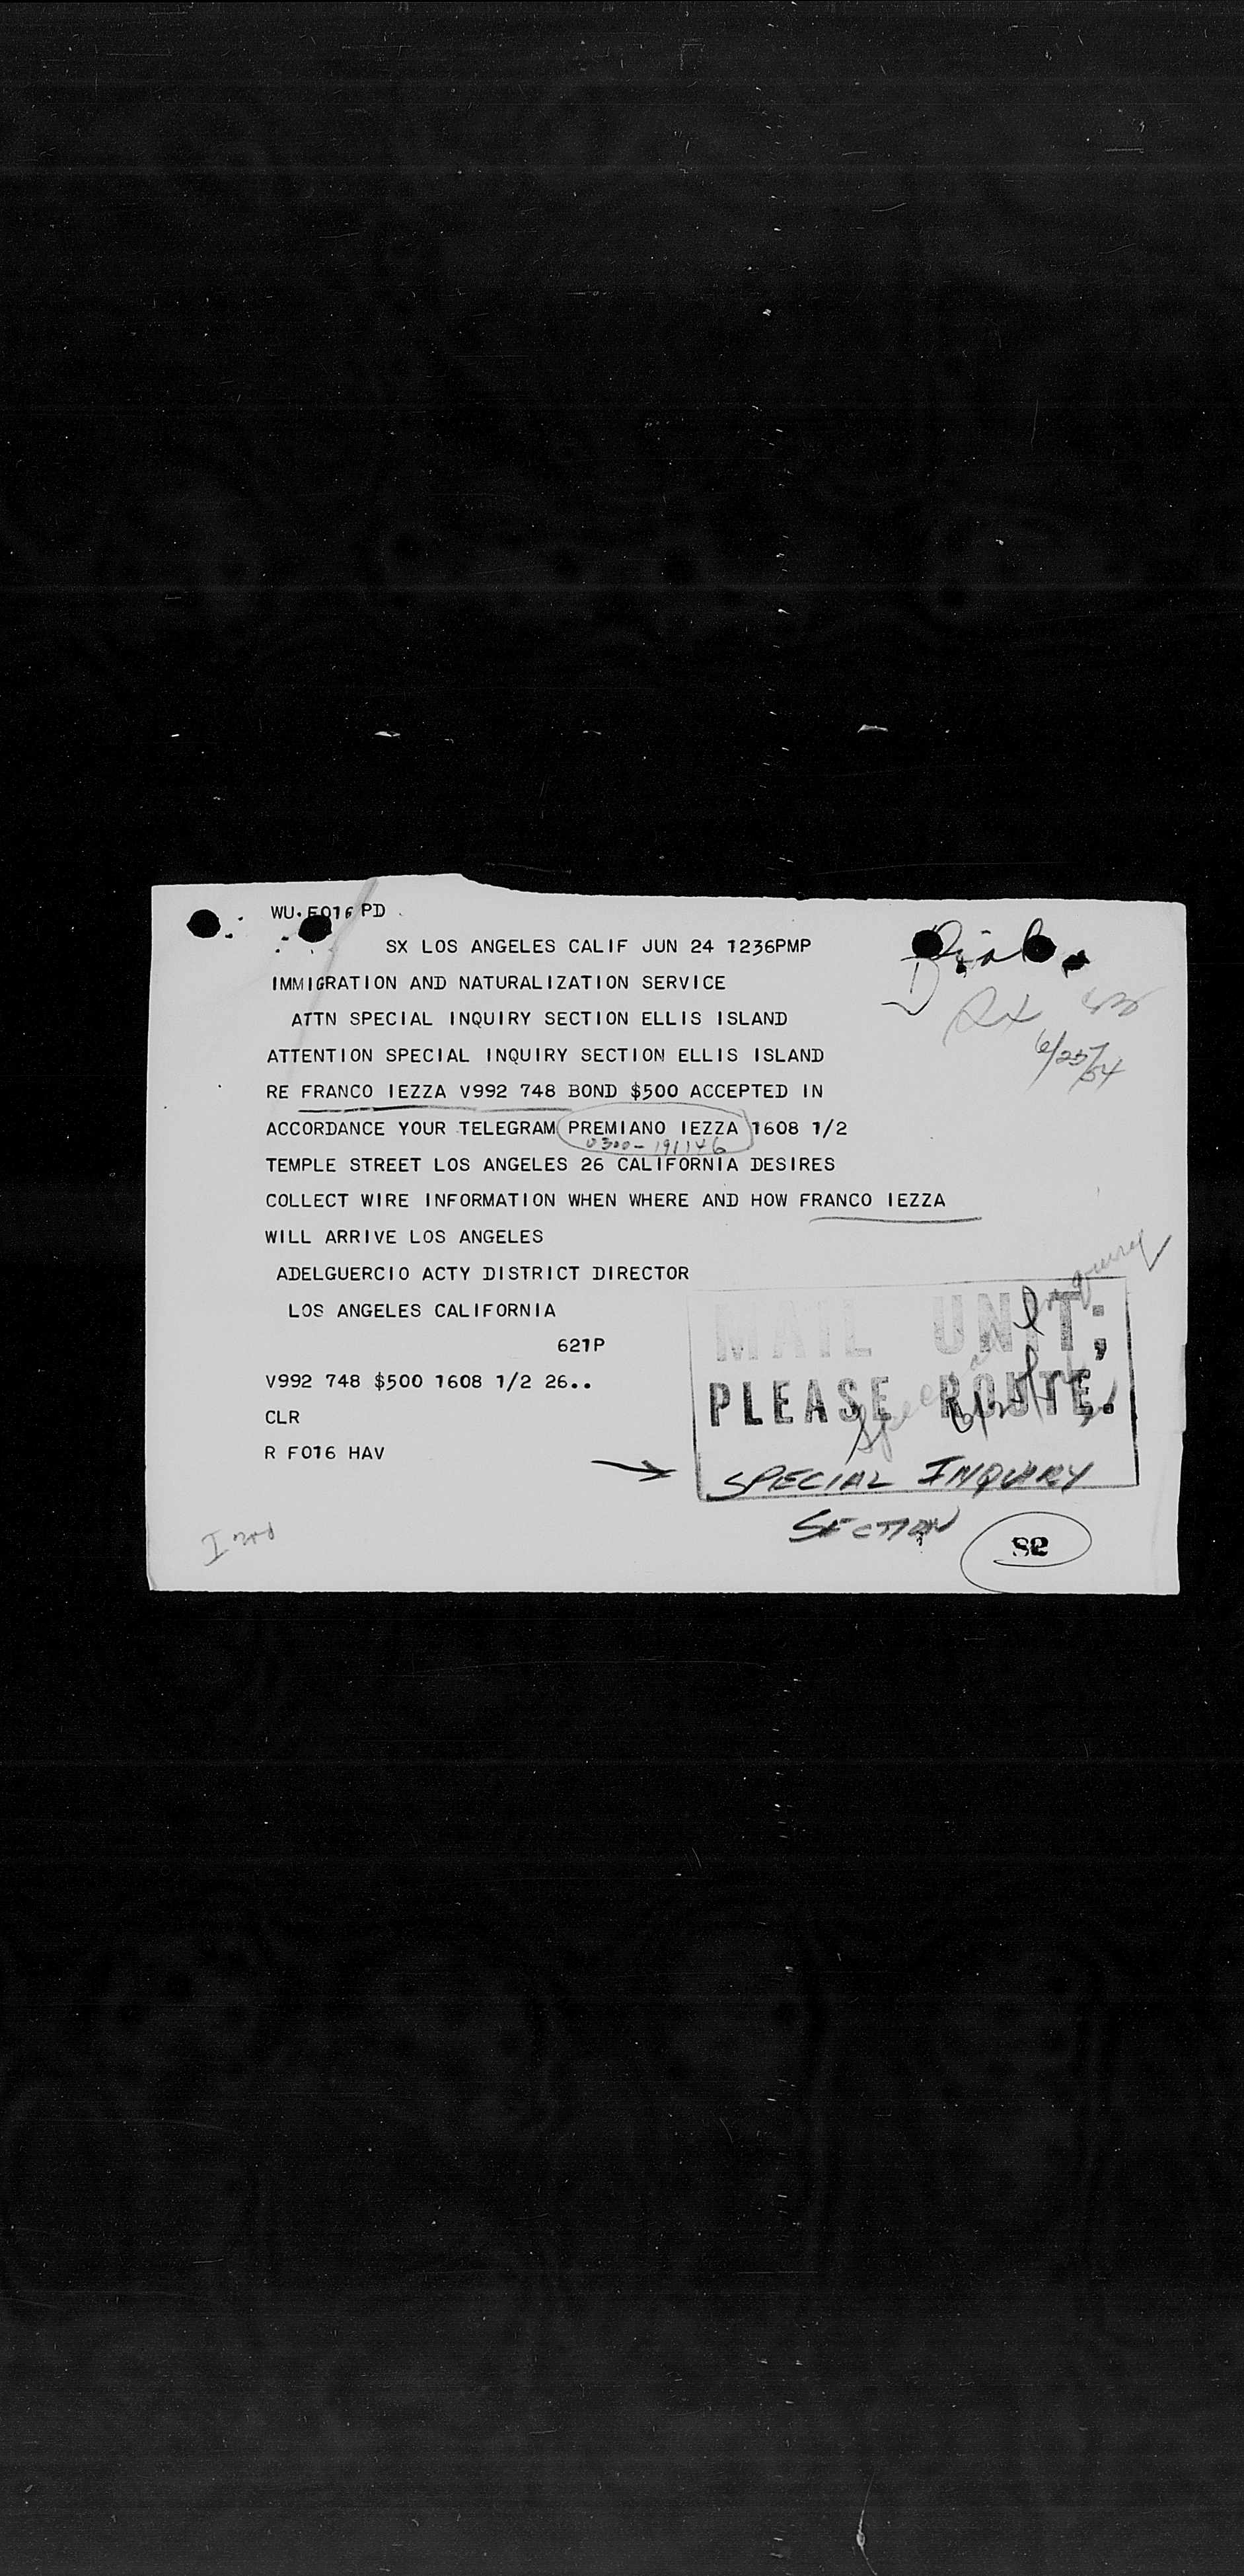 WU.F016 PD
SX LOS ANGELES CALIF JUN 24 1236PMP
IMMIGRATION AND NATURALIZATION SERVICE
ATTN SPECIAL INQUIRY SECTION ELLIS ISLAND
ATTENTION SPECIAL INQUIRY SECTION ELLIS ISLAND
RE FRANCO IEZZA V992 748 BOND $500 ACCEPTED IN
ACCORDANCE YOUR TELEGRAM PREMIANO IEZZA 1608 1/2
0300-191146
TEMPLE STREET LOS ANGELES 26 CALIFORNIA DESIRES
COLLECT WIRE INFORMATION WHEN WHERE AND HOW FRANCO IEZZA
WILL ARRIVE LOS ANGELES
ADELGUERCIO ACTY DISTRICT DIRECTOR
LOS ANGELES CALIFORNIA
621P
V992 748 $500 1608 1/2 26..
CLR
R F016 HAV
6/25/54
MAIL UNIT;
PLEASE ROUTE.
Special Inquiry
SPECIAL INQUIRY
SECTION